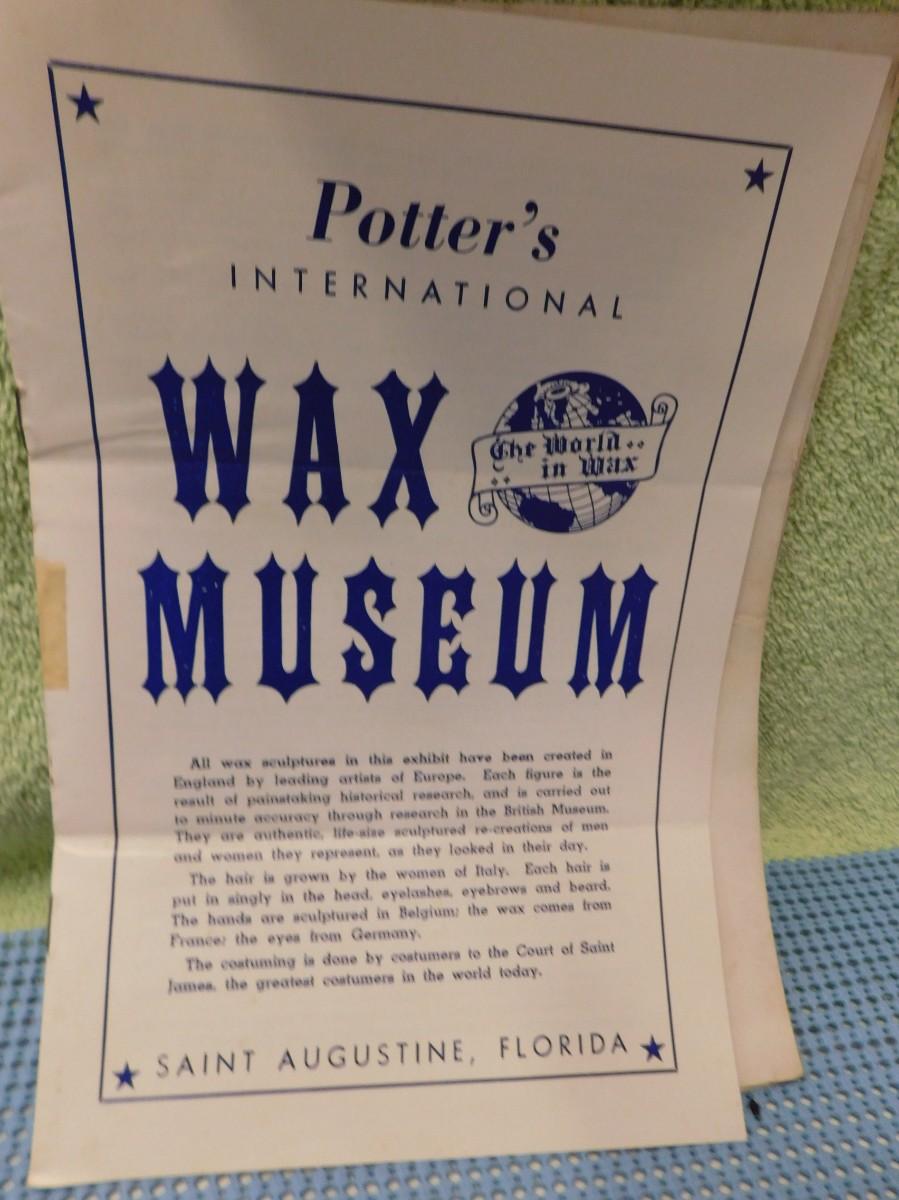 Potter's
INTERNATIONAL
WAX
The World
in Wax
MUSEUM
All wax sculptures in this exhibit have been created in
England by leading artists of Europe. Each figure is the
result of painstaking historical research, and is carried out
to minute accuracy through research in the British Museum.
They are authentic, life-size sculptured re-creations of men
and women they represent, as they looked in their day.
The hair is grown by the women of Italy. Each hair is
put in singly in the head, eyelashes, eyebrows and beard.
The hands are sculptured in Belgium; the wax comes from
France; the eyes from Germany.
The costuming is done by costumers to the Court of Saint
James, the greatest costumers in the world today.
SAINT AUGUSTINE, FLORIDA